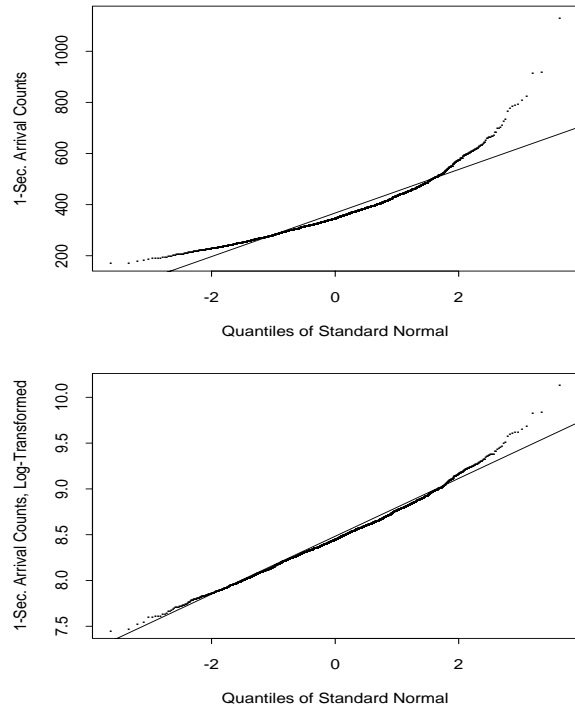 1-Sec. Arrival Counts
1000
800
600
400
200
-2 0 2
Quantiles of Standard Normal
1-Sec. Arrival Counts, Log-Transformed
10.0
9.5
9.0
8.5
8.0
7.5
-2 0 2
Quantiles of Standard Normal